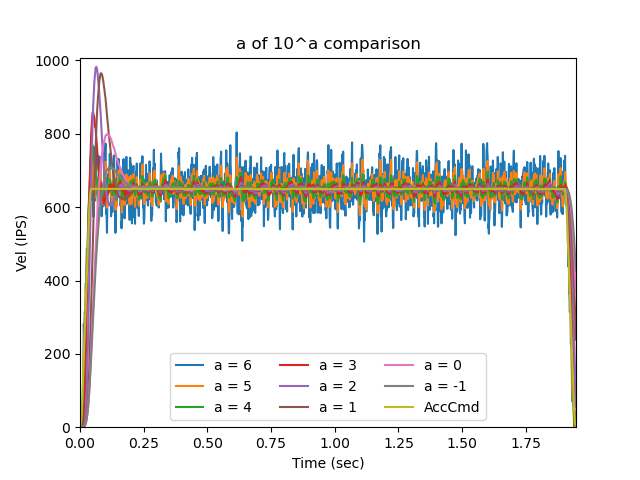 a of 10^a comparison
1000
800
600
400
200
0
Vel (IPS)
a = 6 a = 3 a = 0
a = 5 a = 2 a = -1
a = 4 a = 1 AccCmd
0.00 0.25 0.50 0.75 1.00 1.25 1.50 1.75
Time (sec)